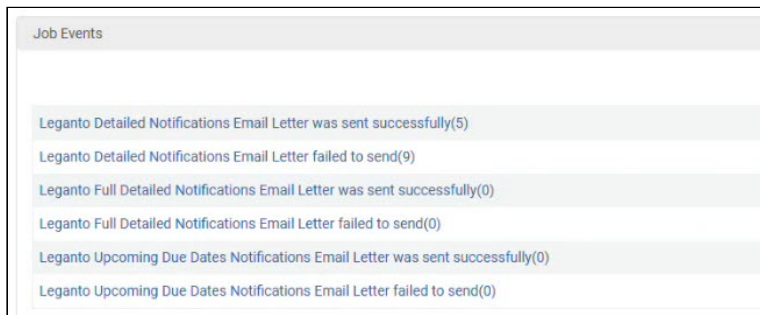 Job Events
Leganto Detailed Notifications Email Letter was sent successfully(5)
Leganto Detailed Notifications Email Letter failed to send(9)
Leganto Full Detailed Notifications Email Letter was sent successfully(0)
Leganto Full Detailed Notifications Email Letter failed to send(0)
Leganto Upcoming Due Dates Notifications Email Letter was sent successfully(0)
Leganto Upcoming Due Dates Notifications Email Letter failed to send(0)